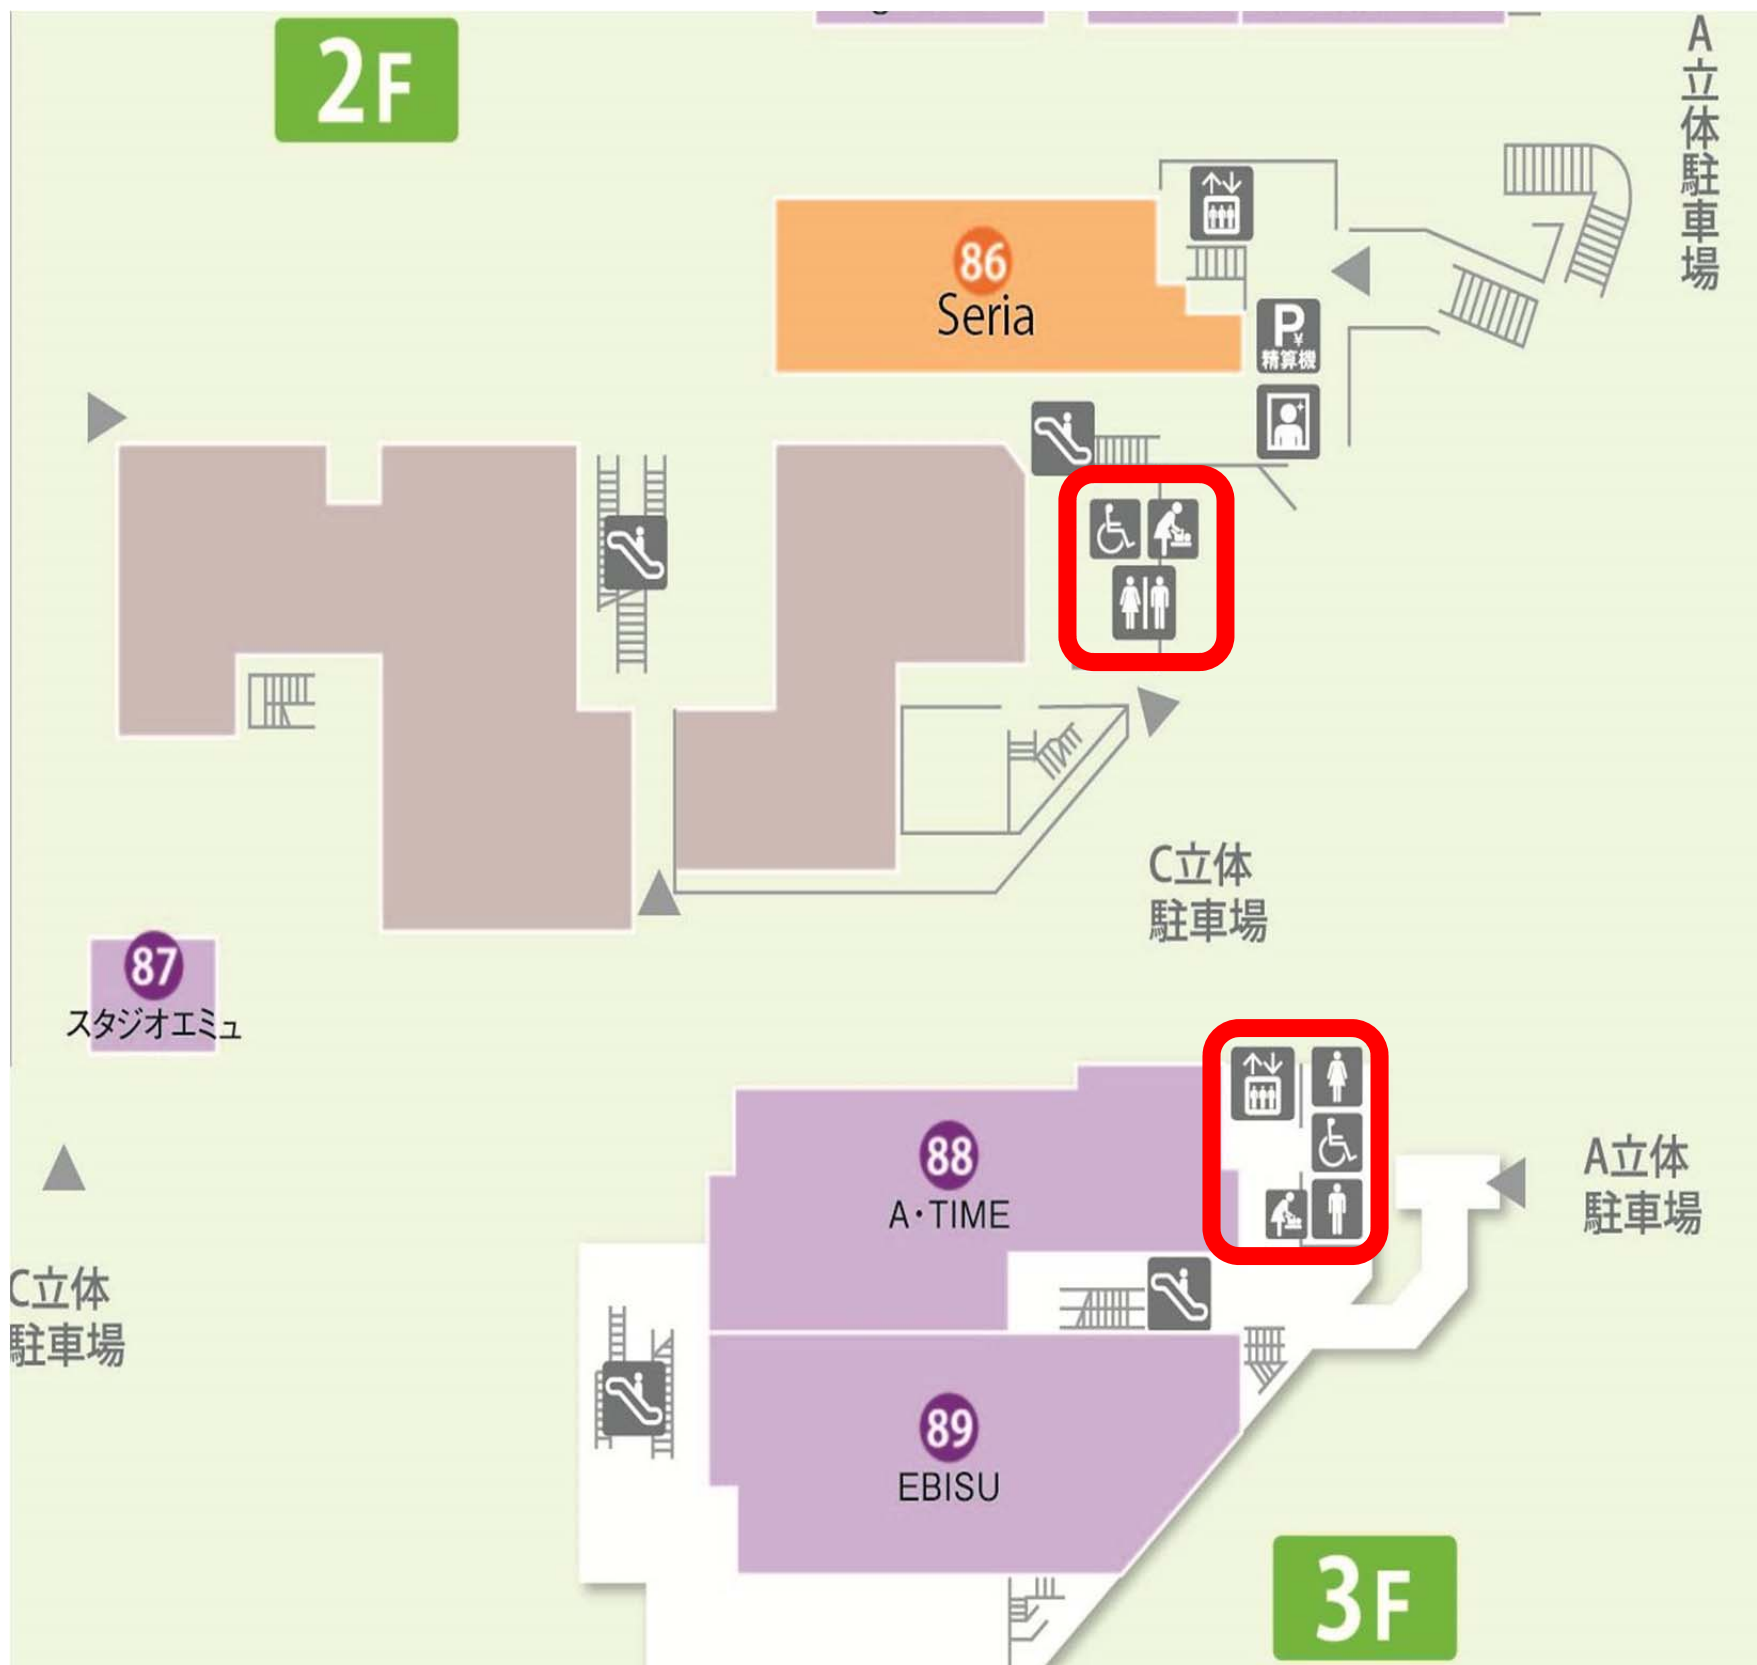 2F
A立体駐車場
86
Seria
P¥
精算機
C立体
駐車場
87
スタジオエミュ
88
A・TIME
A立体
駐車場
C立体
駐車場
89
EBISU
3F